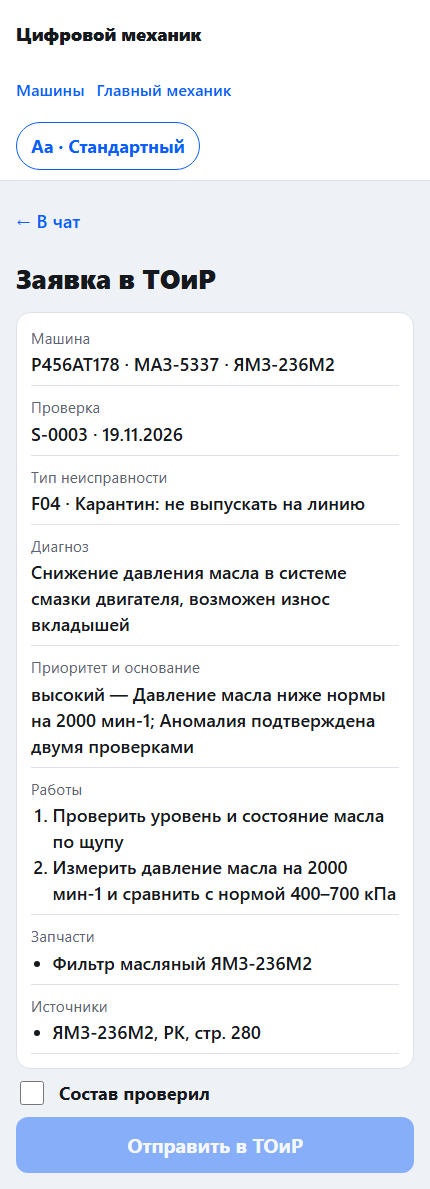 Цифровой механик
Машины Главный механик
Aa · Стандартный
← В чат
Заявка в ТОиР
Машина
Р456АТ178 · МАЗ-5337 · ЯМЗ-236М2
Проверка
S-0003 · 19.11.2026
Тип неисправности
F04 · Карантин: не выпускать на линию
Диагноз
Снижение давления масла в системе
смазки двигателя, возможен износ
вкладышей
Приоритет и основание
высокий — Давление масла ниже нормы
на 2000 мин-1; Аномалия подтверждена
двумя проверками
Работы
1. Проверить уровень и состояние масла
по щупу
2. Измерить давление масла на 2000
мин-1 и сравнить с нормой 400–700 кПа
Запчасти
• Фильтр масляный ЯМЗ-236М2
Источники
• ЯМЗ-236М2, РК, стр. 280
Состав проверил
Отправить в ТОиР